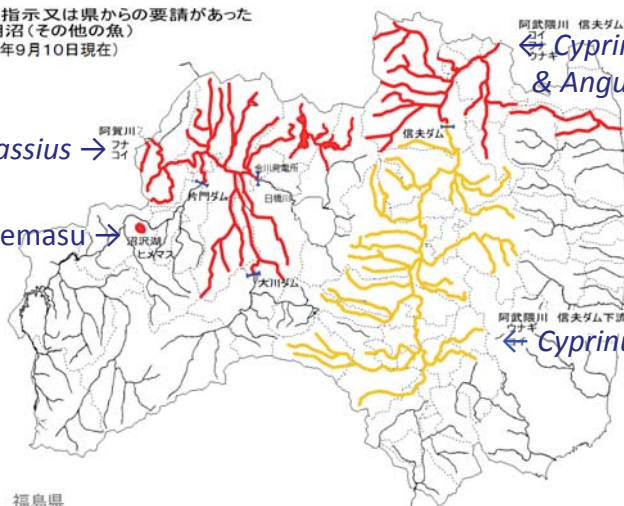 指示又は県からの要請があった
沼(その他の魚)
年9月10日現在)
阿武隈川 信夫ダム
コイ
ウナギ
← Cyprin
& Angu
信夫ダム
assius →
阿賀川
フナ
コイ
金川発電所
日橋川
片門ダム
emasu →
沼沢湖
ヒメマス
大川ダム
阿武隈川 信夫ダム下流
ウナギ
← Cyprinu
福島県